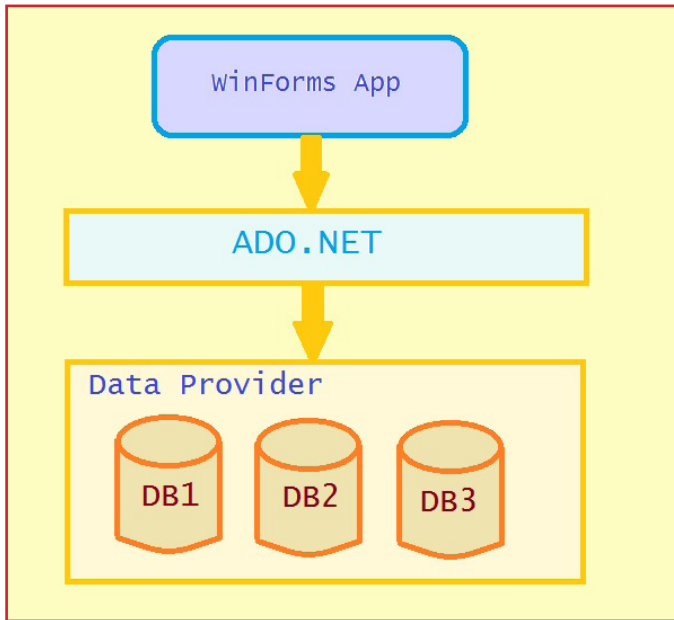 WinForms App
ADO.NET
Data Provider
DB1
DB2
DB3